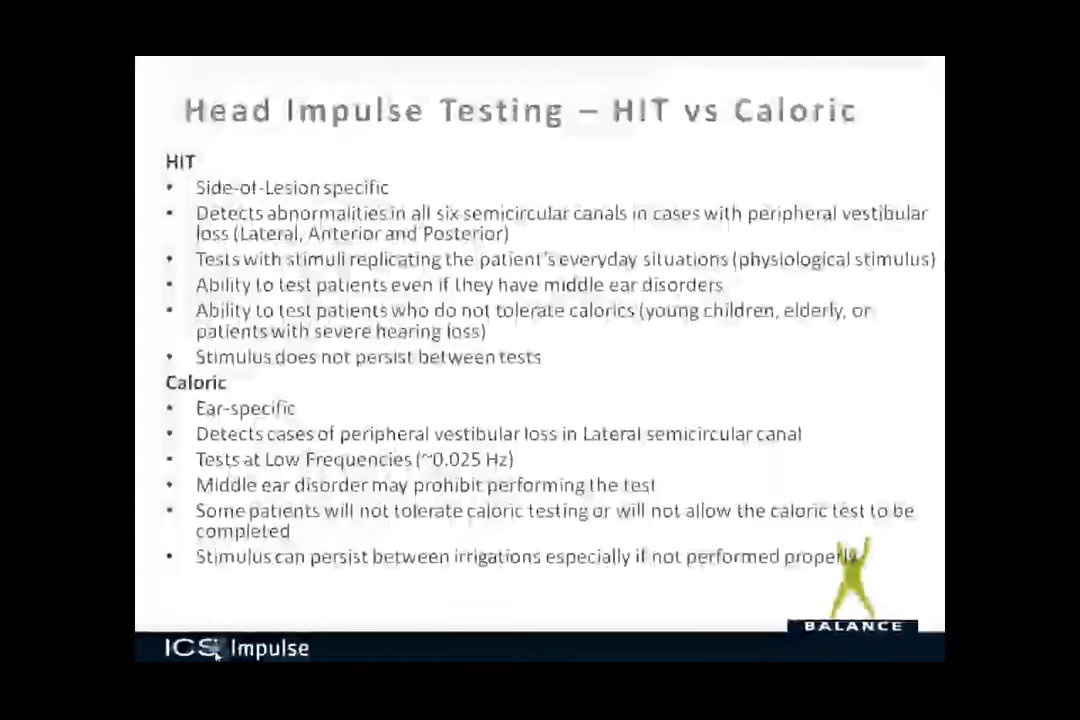 Head Impulse Testing – HIT vs Caloric
HIT
• Side-of-Lesion specific
• Detects abnormalities in all six semicircular canals in cases with peripheral vestibular
loss (Lateral, Anterior and Posterior)
• Tests with stimuli replicating the patient's everyday situations (physiological stimulus)
• Ability to test patients even if they have middle ear disorders
• Ability to test patients who do not tolerate calorics (young children, elderly, or
patients with severe hearing loss)
• Stimulus does not persist between tests
Caloric
• Ear-specific
• Detects cases of peripheral vestibular loss in Lateral semicircular canal
• Tests at Low Frequencies (~0.025 Hz)
• Middle ear disorder may prohibit performing the test
• Some patients will not tolerate caloric testing or will not allow the caloric test to be
completed
• Stimulus can persist between irrigations especially if not performed properly
BALANCE
ICS Impulse